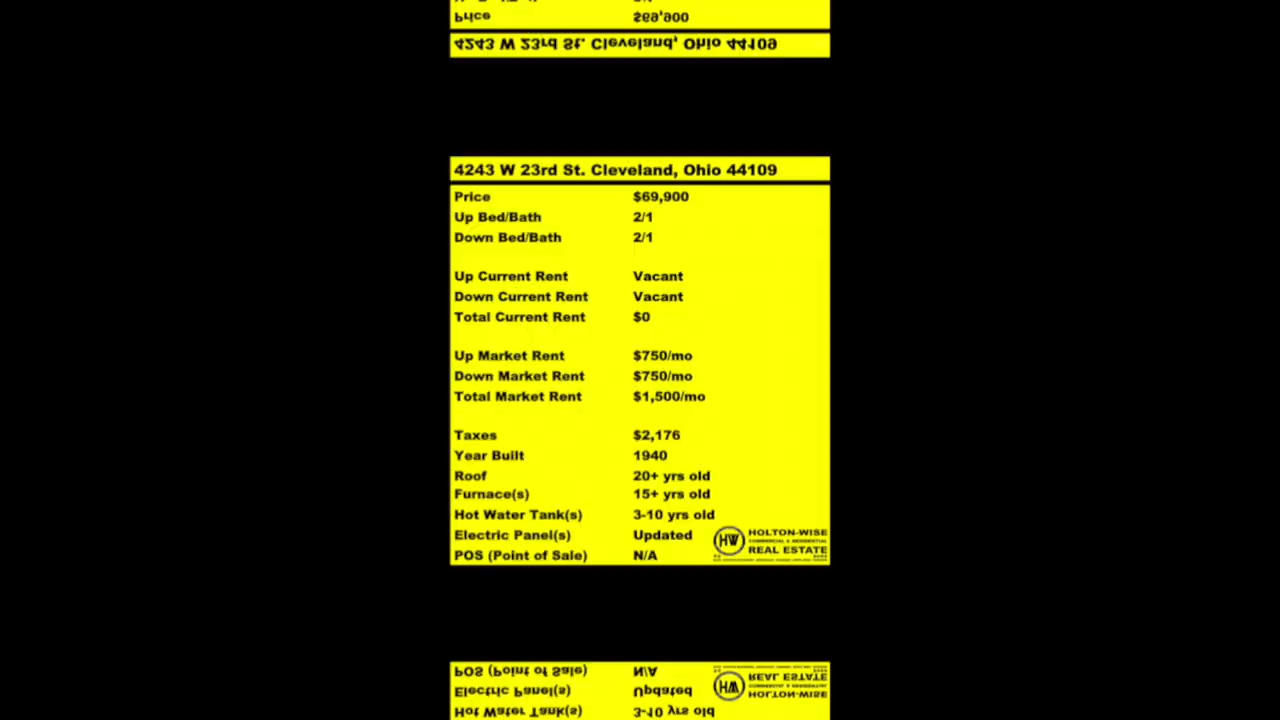 Price $69,900
4243 W 23rd St. Cleveland, Ohio 44109
4243 W 23rd St. Cleveland, Ohio 44109
Price $69,900
Up Bed/Bath 2/1
Down Bed/Bath 2/1
Up Current Rent Vacant
Down Current Rent Vacant
Total Current Rent $0
Up Market Rent $750/mo
Down Market Rent $750/mo
Total Market Rent $1,500/mo
Taxes $2,176
Year Built 1940
Roof 20+ yrs old
Furnace(s) 15+ yrs old
Hot Water Tank(s) 3-10 yrs old
Electric Panel(s) Updated
POS (Point of Sale) N/A
HW
HOLTON-WISE
COMMERCIAL & RESIDENTIAL
REAL ESTATE
POS (Point of Sale) N/A
Electric Panel(s) Updated
Hot Water Tank(s) 3-10 yrs old
HW
REAL ESTATE
COMMERCIAL & RESIDENTIAL
HOLTON-WISE